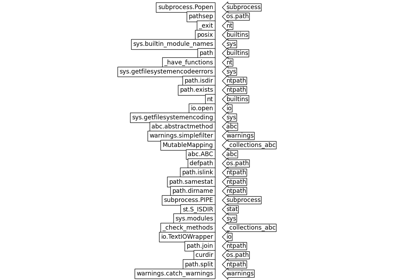 subprocess.Popen subprocess
pathsep os.path
_exit nt
posix builtins
sys.builtin_module_names sys
path builtins
_have_functions nt
sys.getfilesystemencodeerrors sys
path.isdir ntpath
path.exists ntpath
nt builtins
io.open io
sys.getfilesystemencoding sys
abc.abstractmethod abc
warnings.simplefilter warnings
MutableMapping _collections_abc
abc.ABC abc
defpath os.path
path.islink ntpath
path.samestat ntpath
path.dirname ntpath
subprocess.PIPE subprocess
st.S_ISDIR stat
sys.modules sys
_check_methods _collections_abc
io.TextIOWrapper io
path.join ntpath
curdir os.path
path.split ntpath
warnings.catch_warnings warnings